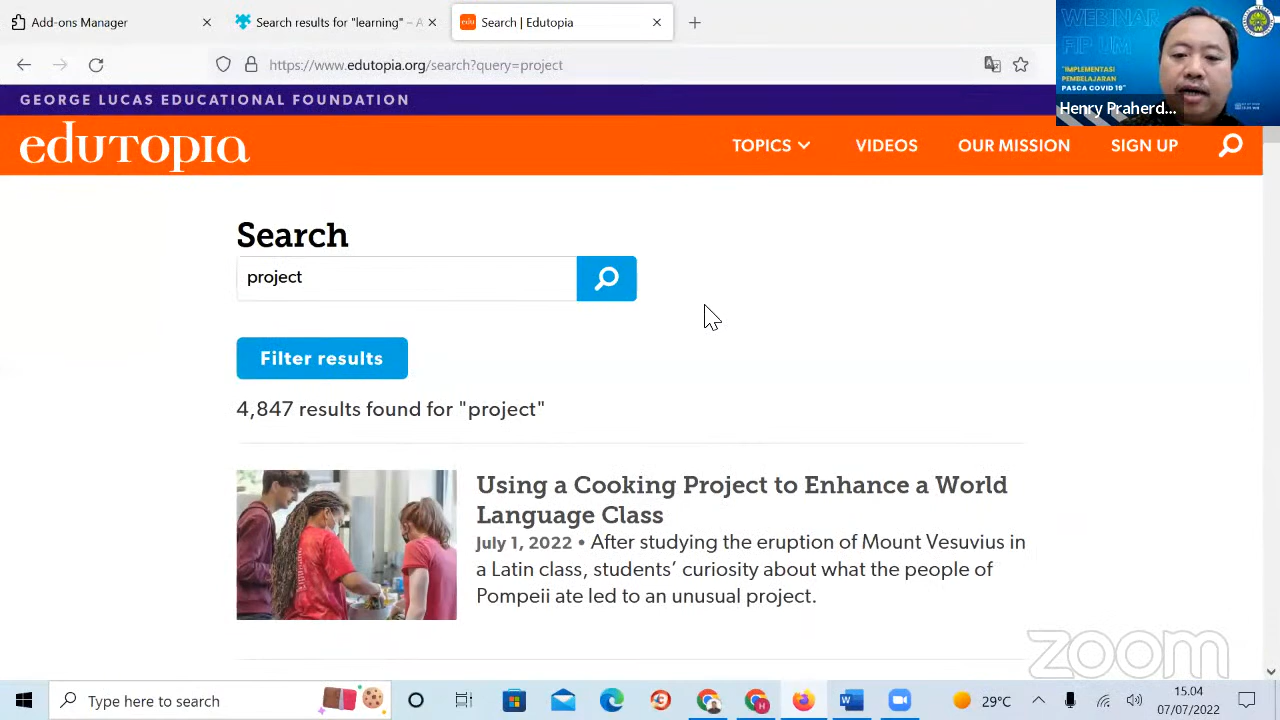 Add-ons Manager
Search results for "learning" – A
Search | Edutopia
https://www.edutopia.org/search?query=project
WEBINAR
FIP UM
"IMPLEMENTASI
PEMBELAJARAN
PASCA COVID 19"
Henry Praherd...
GEORGE LUCAS EDUCATIONAL FOUNDATION
edutopia
TOPICS
VIDEOS
OUR MISSION
SIGN UP
Search
project
Filter results
4,847 results found for "project"
Using a Cooking Project to Enhance a World
Language Class
July 1, 2022 • After studying the eruption of Mount Vesuvius in
a Latin class, students’ curiosity about what the people of
Pompeii ate led to an unusual project.
zoom
Type here to search
29°C
15.04
07/07/2022